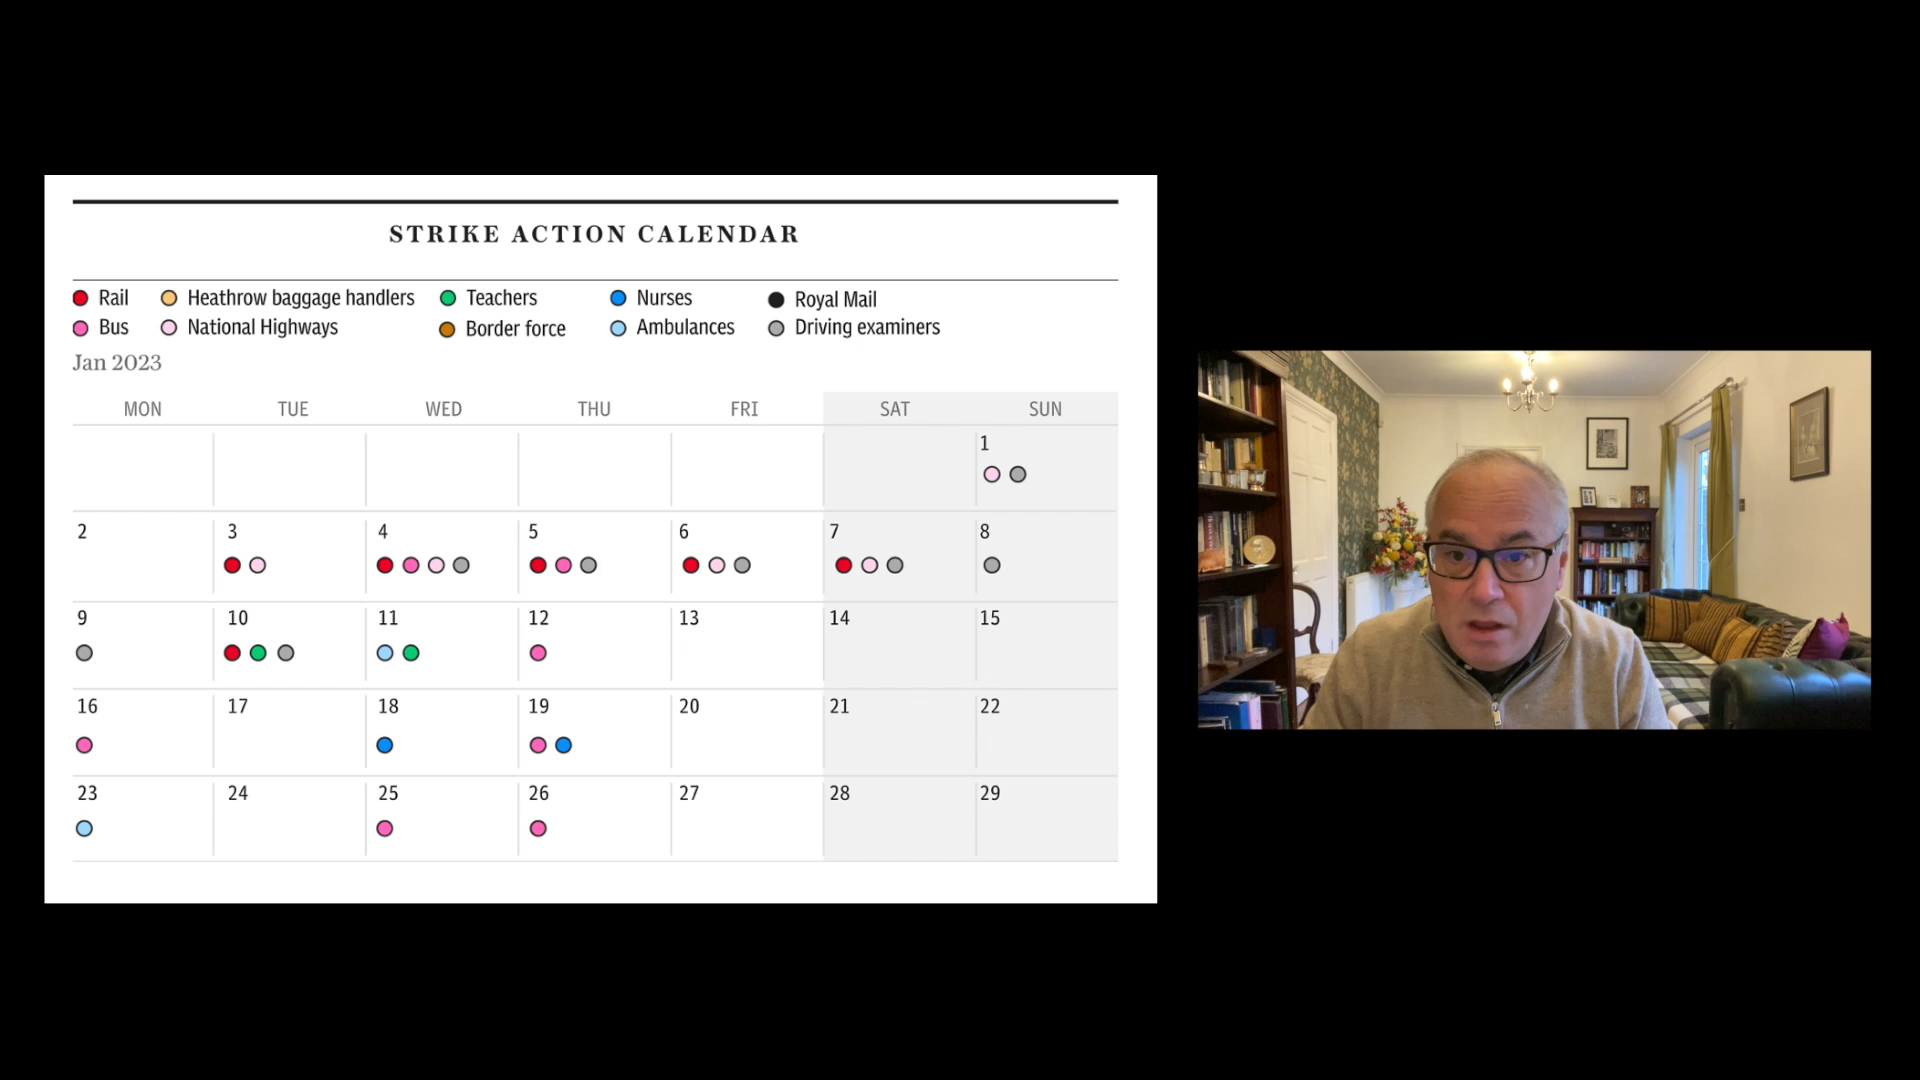 STRIKE ACTION CALENDAR
Rail Heathrow baggage handlers Teachers Nurses Royal Mail
Bus National Highways Border force Ambulances Driving examiners
Jan 2023
MON TUE WED THU FRI SAT SUN
1
2 3 4 5 6 7 8
9 10 11 12 13 14 15
16 17 18 19 20 21 22
23 24 25 26 27 28 29